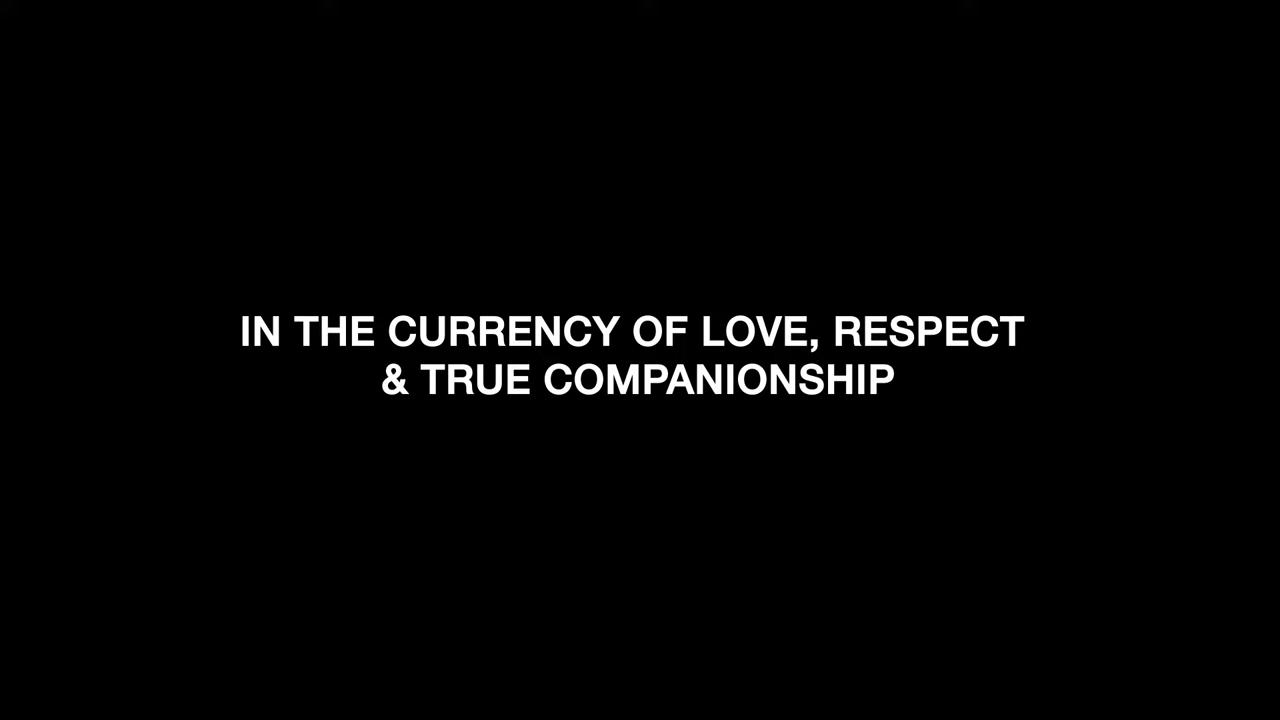 IN THE CURRENCY OF LOVE, RESPECT
& TRUE COMPANIONSHIP